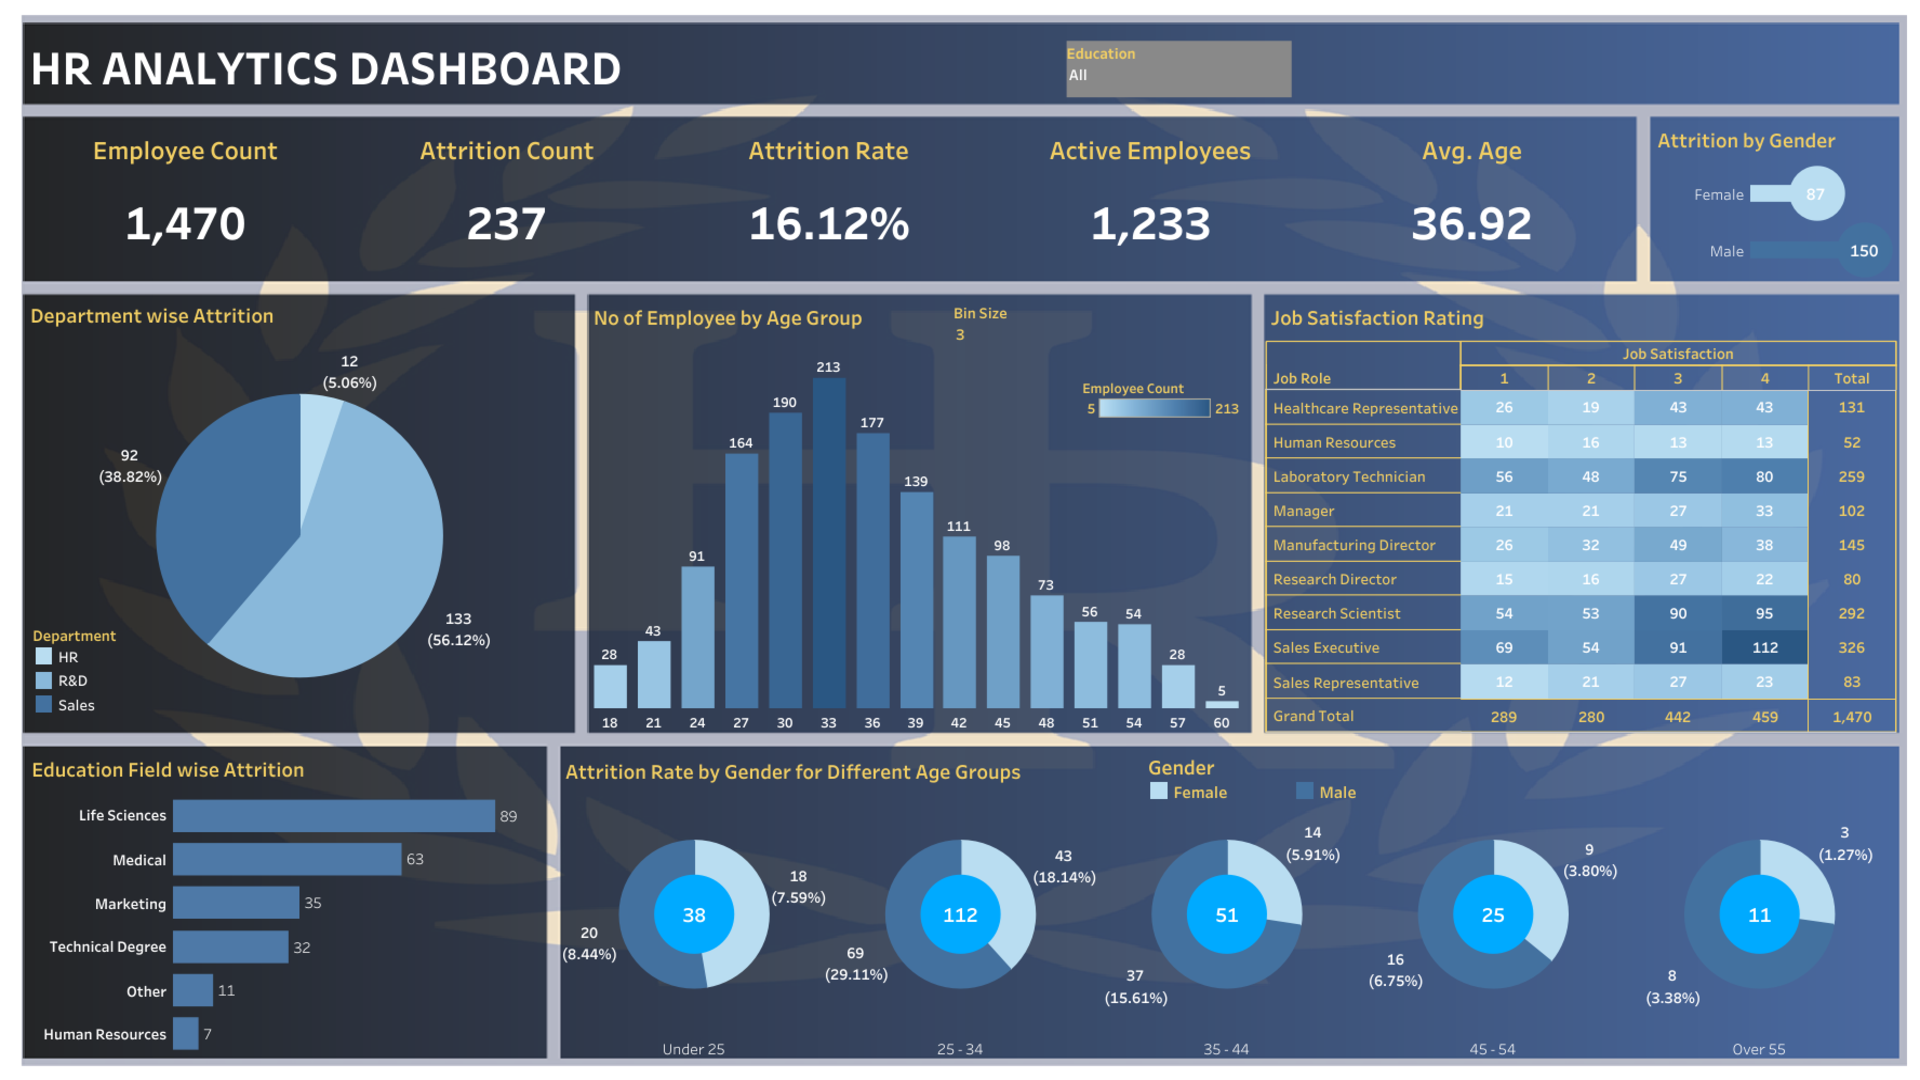 HR ANALYTICS DASHBOARD
Education
All
Employee Count
1,470
Attrition Count
237
Attrition Rate
16.12%
Active Employees
1,233
Avg. Age
36.92
Attrition by Gender
Female 87
Male 150
Department wise Attrition
12
(5.06%)
92
(38.82%)
133
(56.12%)
Department
HR
R&D
Sales
No of Employee by Age Group
Bin Size
3
Employee Count
5 213
28 43 91 164 190 213 177 139 111 98 73 56 54 28 5
18 21 24 27 30 33 36 39 42 45 48 51 54 57 60
Job Satisfaction Rating
Job Satisfaction
Job Role 1 2 3 4 Total
Healthcare Representative 26 19 43 43 131
Human Resources 10 16 13 13 52
Laboratory Technician 56 48 75 80 259
Manager 21 21 27 33 102
Manufacturing Director 26 32 49 38 145
Research Director 15 16 27 22 80
Research Scientist 54 53 90 95 292
Sales Executive 69 54 91 112 326
Sales Representative 12 21 27 23 83
Grand Total 289 280 442 459 1,470
Education Field wise Attrition
Life Sciences 89
Medical 63
Marketing 35
Technical Degree 32
Other 11
Human Resources 7
Attrition Rate by Gender for Different Age Groups
Gender
Female Male
18
(7.59%)
38
20
(8.44%)
Under 25
43
(18.14%)
112
69
(29.11%)
25 - 34
14
(5.91%)
51
37
(15.61%)
35 - 44
9
(3.80%)
25
16
(6.75%)
45 - 54
3
(1.27%)
11
8
(3.38%)
Over 55